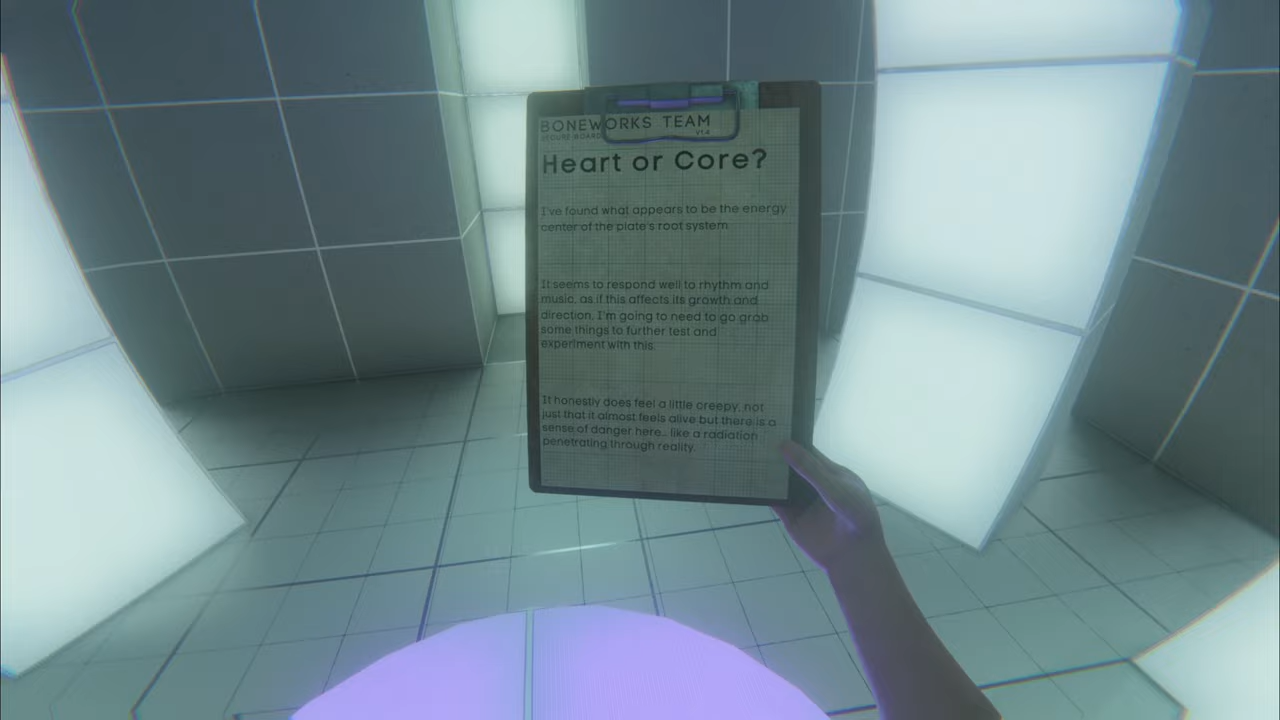 BONEWORKS TEAM
SECURE BOARD
V1.4
Heart or Core?
I've found what appears to be the energy
center of the plate's root system
It seems to respond well to rhythm and
music, as if this affects its growth and
direction, I'm going to need to go grab
some things to further test and
experiment with this.
It honestly does feel a little creepy, not
just that it almost feels alive but there is a
sense of danger here.. like a radiation
penetrating through reality.